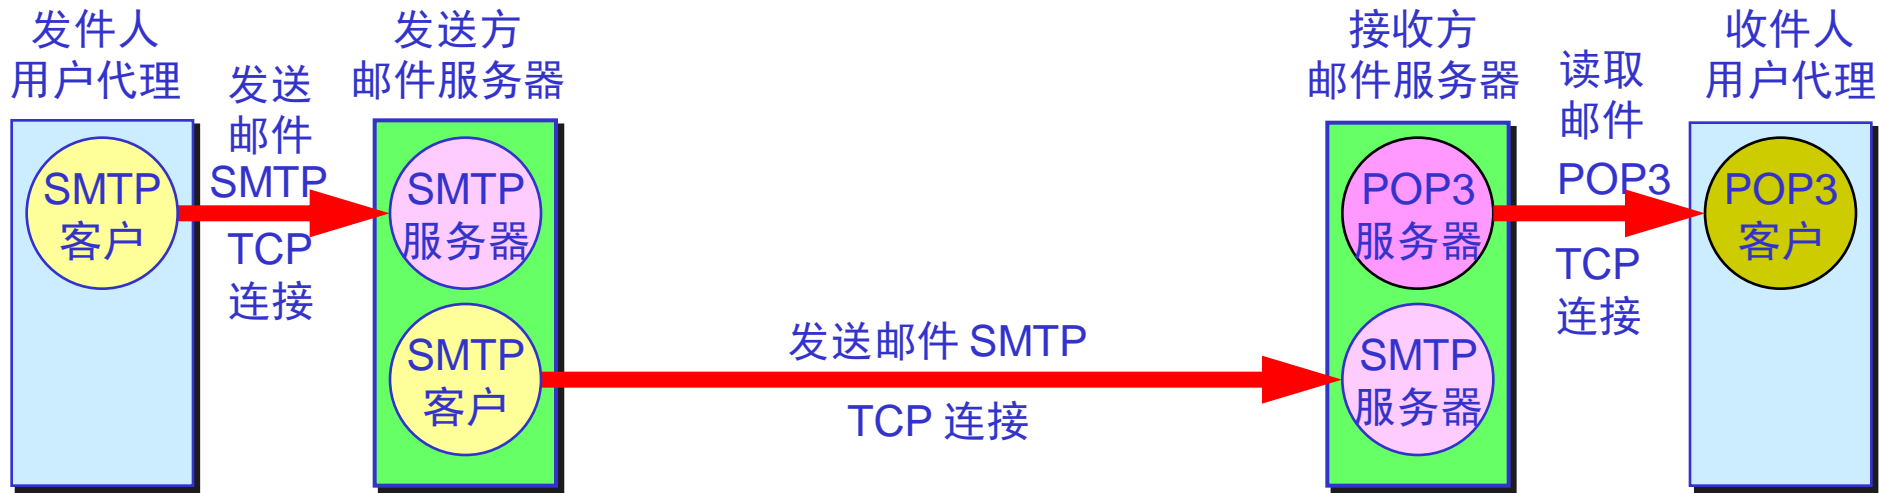 发件人
用户代理
发送
邮件
SMTP
TCP
连接
发送方
邮件服务器
接收方
邮件服务器
读取
邮件
POP3
TCP
连接
收件人
用户代理
SMTP
客户
SMTP
服务器
SMTP
客户
发送邮件 SMTP
TCP 连接
POP3
服务器
SMTP
服务器
POP3
客户